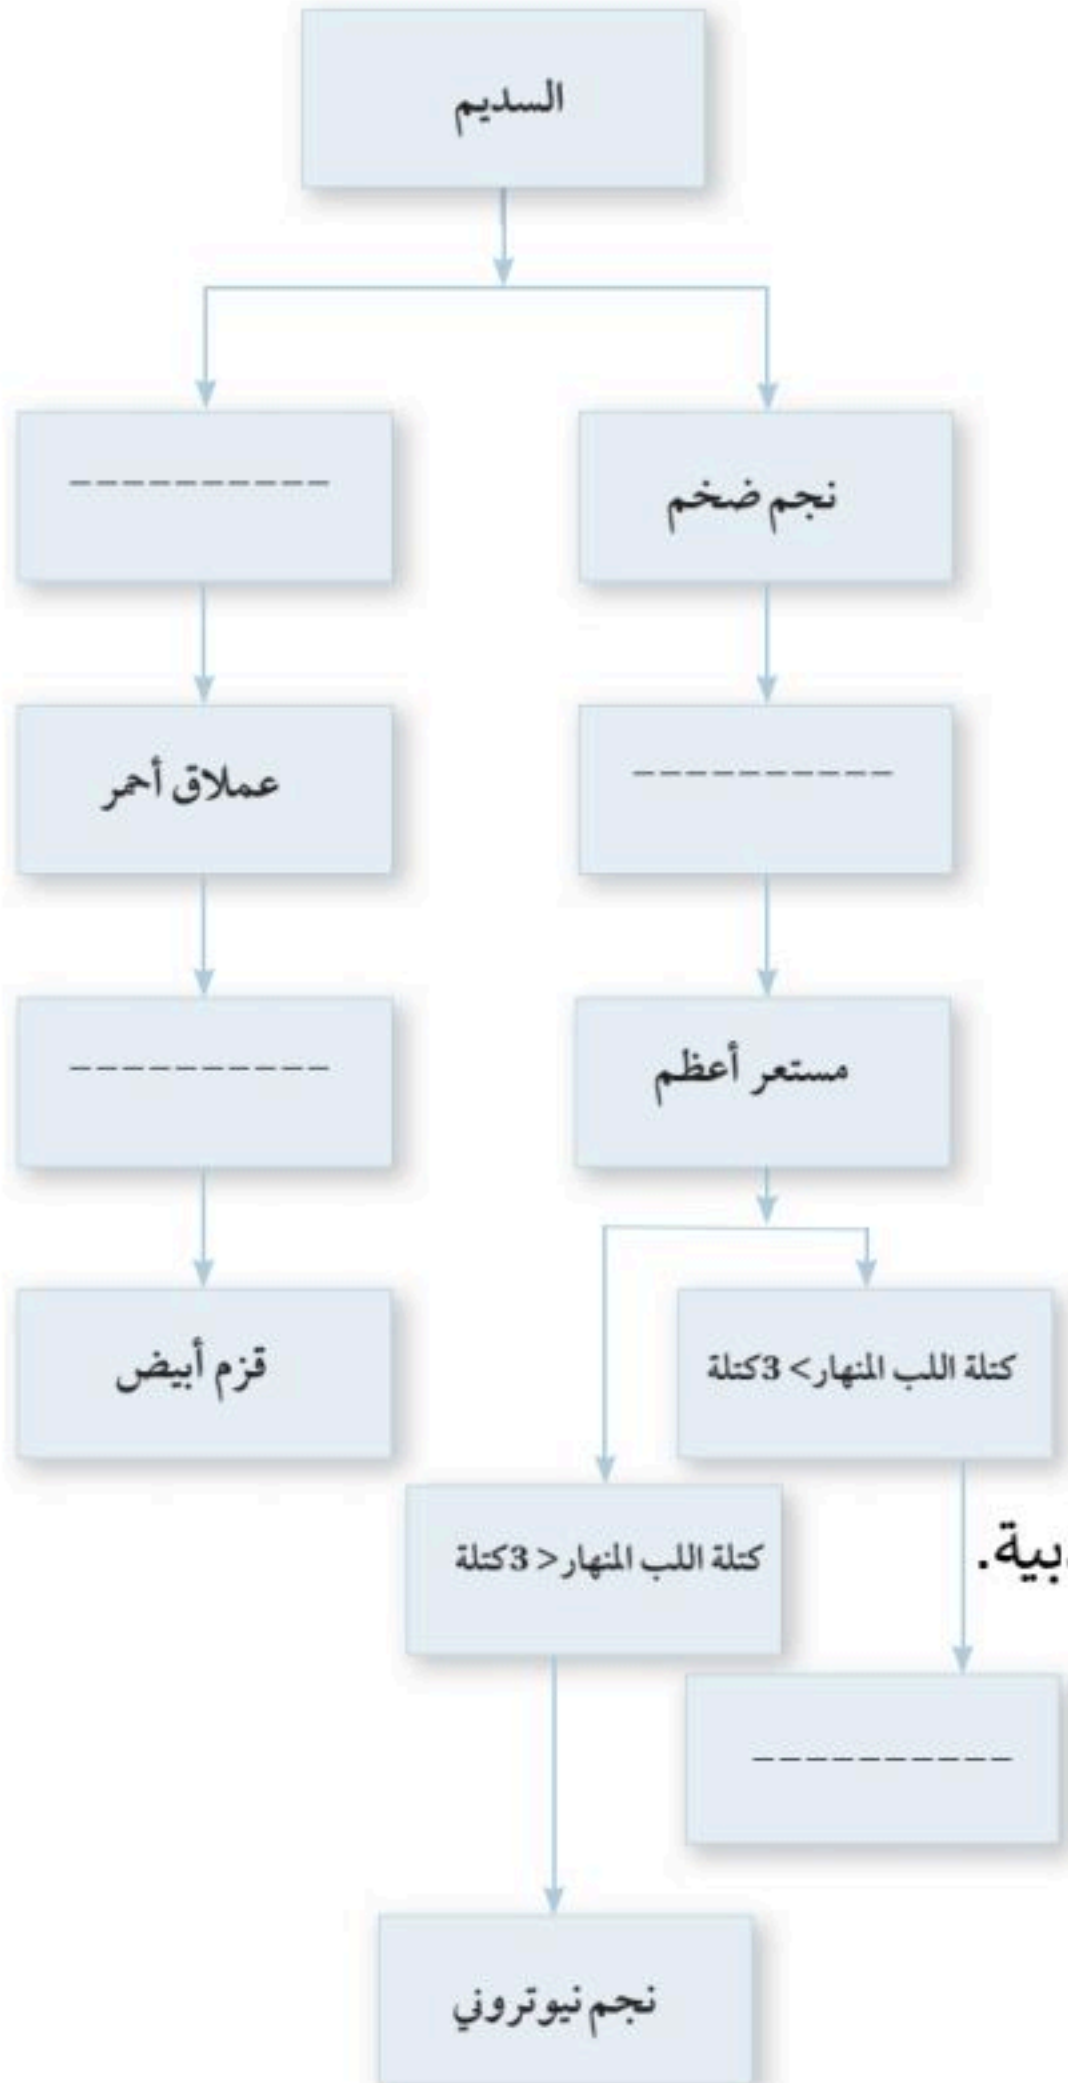 السديم
نجم ضخم
----------
عملاق أحمر
----------
----------
مستعر أعظم
قزم أبيض
كتلة اللب المنهار> 3كتلة
كتلة اللب المنهار< 3كتلة
بية.
----------
نجم نيوتروني